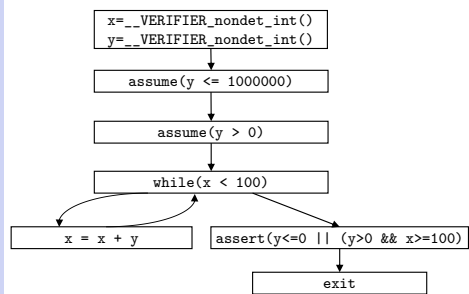 x=__VERIFIER_nondet_int()
y=__VERIFIER_nondet_int()
assume(y <= 1000000)
assume(y > 0)
while(x < 100)
x = x + y
assert(y<=0 || (y>0 && x>=100)
exit